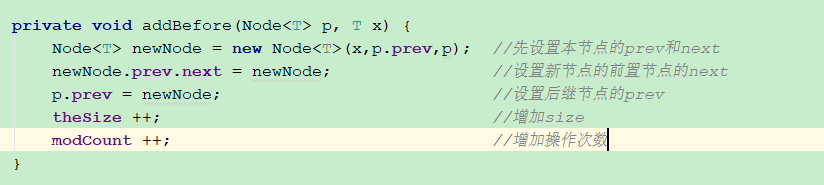 private void addBefore(Node<T> p, T x) {
Node<T> newNode = new Node<T>(x,p.prev,p); //先设置本节点的prev和next
newNode.prev.next = newNode; //设置新节点的前置节点的next
p.prev = newNode; //设置后继节点的prev
theSize ++; //增加size
modCount ++; //增加操作次数
}